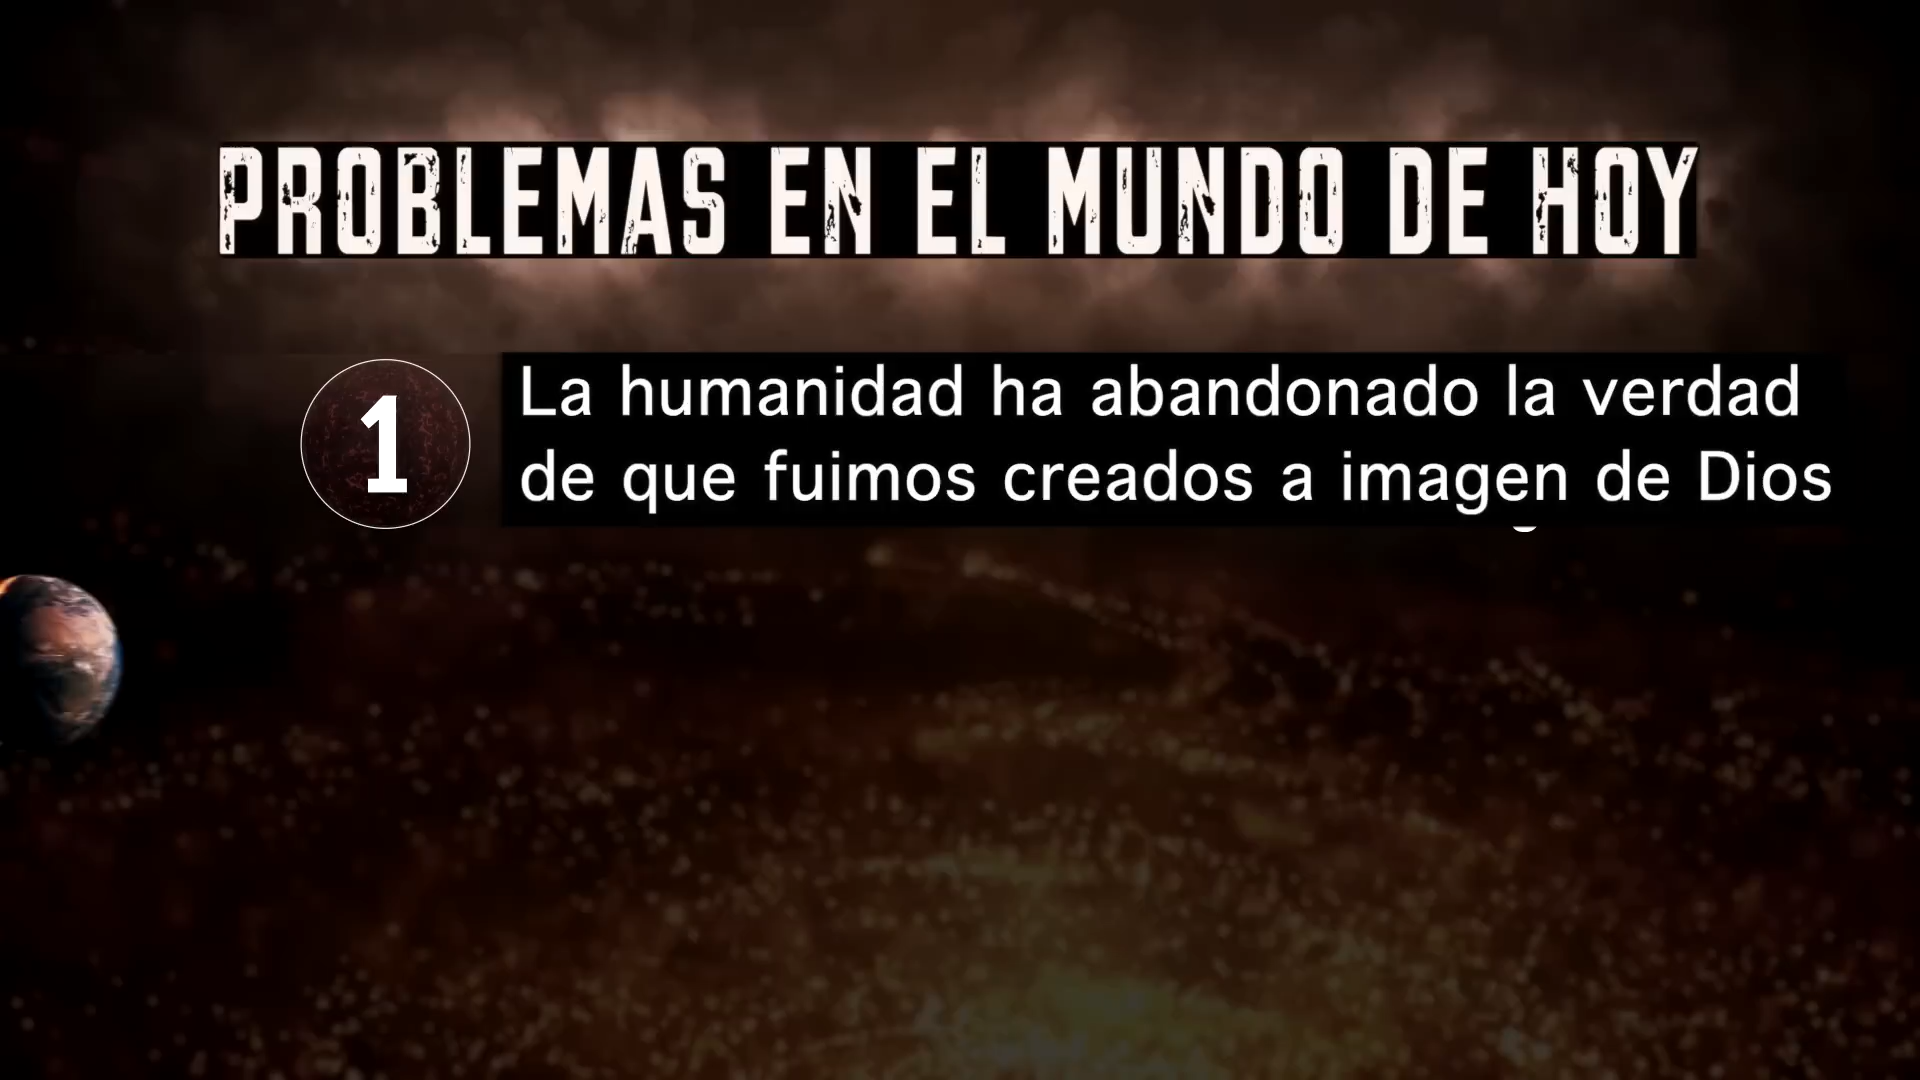 PROBLEMAS EN EL MUNDO DE HOY
1
La humanidad ha abandonado la verdad
de que fuimos creados a imagen de Dios